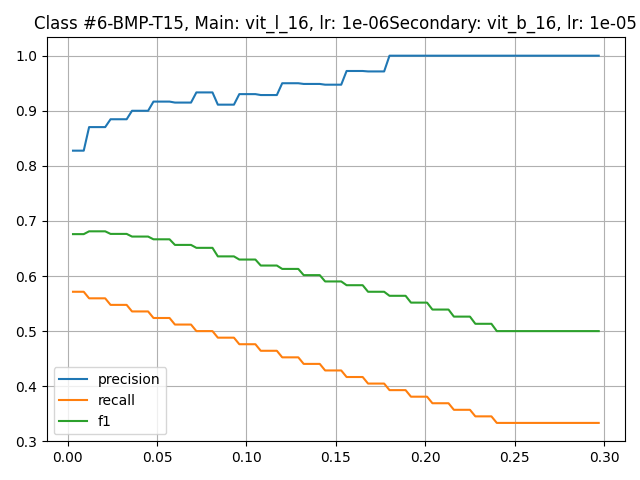 Class #6-BMP-T15, Main: vit_l_16, lr: 1e-06Secondary: vit_b_16, lr: 1e-05
1.0
0.9
0.8
0.7
0.6
0.5
0.4
0.3
precision
recall
f1
0.00 0.05 0.10 0.15 0.20 0.25 0.30